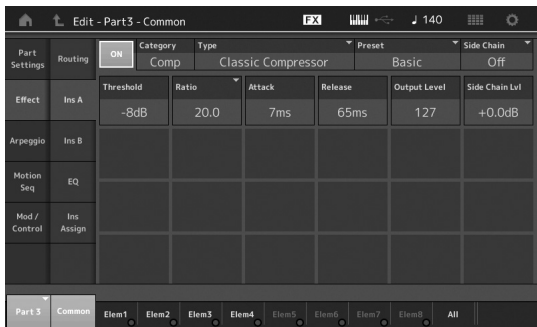 Edit - Part3 - Common FX ♩ 140
Part Settings Routing ON Category Comp Type Classic Compressor Preset Basic Side Chain Off
Effect Ins A Threshold -8dB Ratio 20.0 Attack 7ms Release 65ms Output Level 127 Side Chain Lvl +0.0dB
Arpeggio Ins B
Motion Seq EQ
Mod / Control Ins Assign
Part 3 Common Elem1 Elem2 Elem3 Elem4 Elem5 Elem6 Elem7 Elem8 All